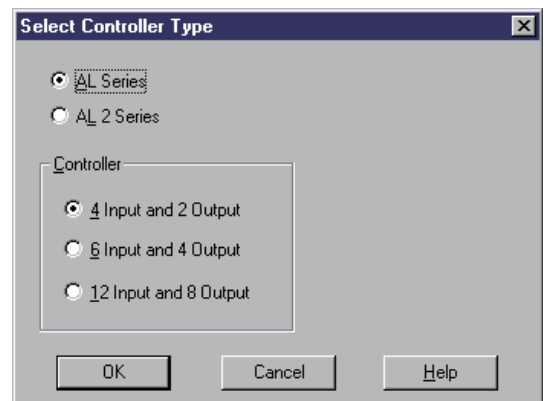 Select Controller Type
AL Series
AL 2 Series
Controller
4 Input and 2 Output
6 Input and 4 Output
12 Input and 8 Output
OK Cancel Help